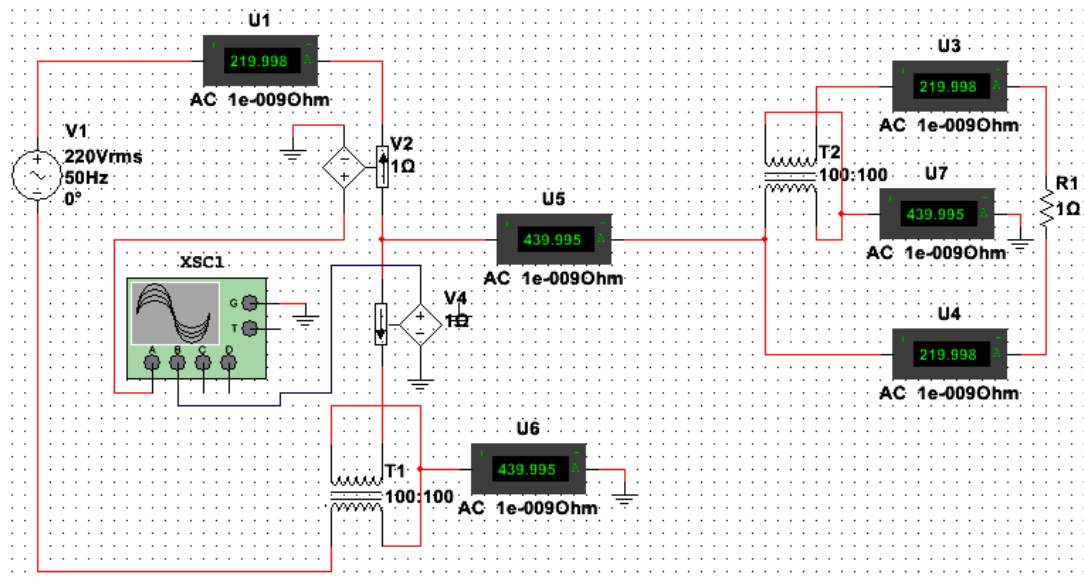 U1
219.998
A
AC 1e-009Ohm
V1
220Vrms
50Hz
0°
V2
1Ω
U5
439.995
A
AC 1e-009Ohm
XSC1
G
T
A B C D
V4
1Ω
T1
100:100
U6
439.995
A
AC 1e-009Ohm
U3
219.998
A
AC 1e-009Ohm
T2
100:100
U7
439.995
A
AC 1e-009Ohm
R1
1Ω
U4
219.998
A
AC 1e-009Ohm